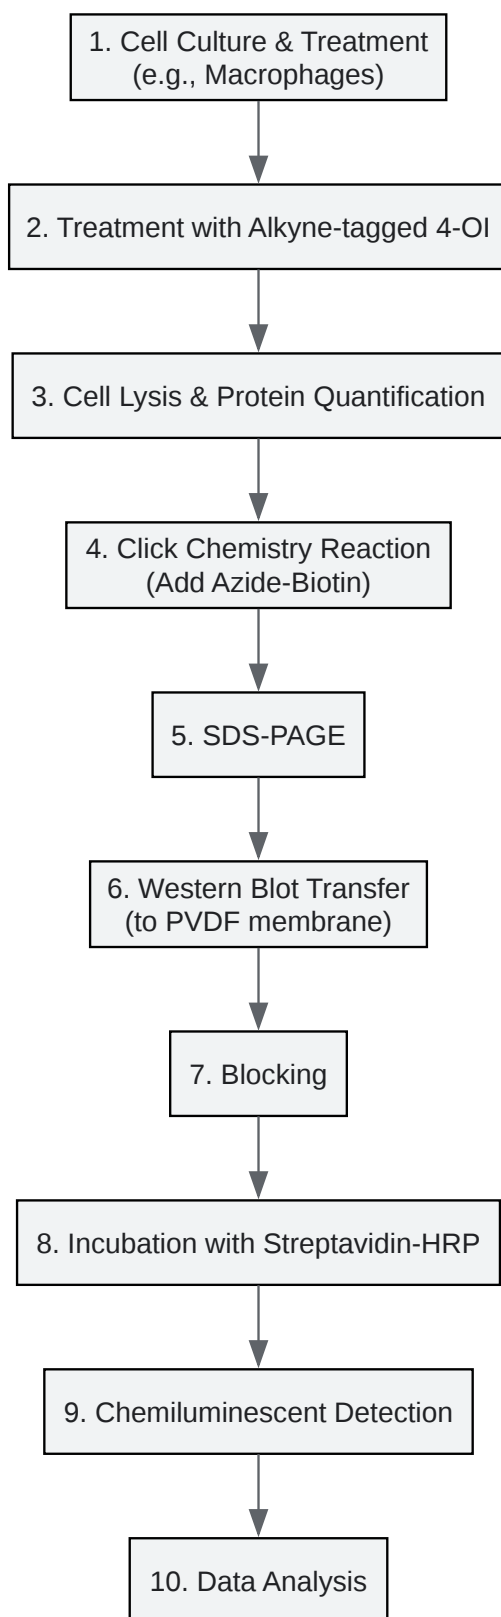 1. Cell Culture & Treatment
(e.g., Macrophages)
2. Treatment with Alkyne-tagged 4-OI
3. Cell Lysis & Protein Quantification
4. Click Chemistry Reaction
(Add Azide-Biotin)
5. SDS-PAGE
6. Western Blot Transfer
(to PVDF membrane)
7. Blocking
8. Incubation with Streptavidin-HRP
9. Chemiluminescent Detection
10. Data Analysis